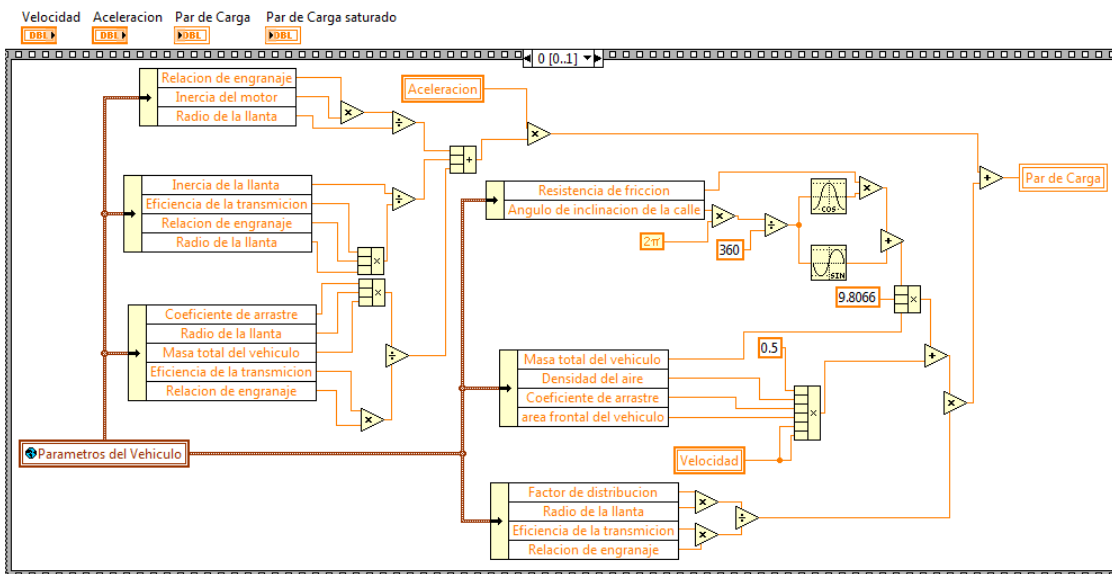 Velocidad Aceleracion Par de Carga Par de Carga saturado
DBL DBL DBL DBL
0 [0..1]
Relacion de engranaje
Inercia del motor
Radio de la llanta
Aceleracion
Inercia de la llanta
Eficiencia de la transmicion
Relacion de engranaje
Radio de la llanta
Resistencia de friccion
Angulo de inclinacion de la calle
2π
360
COS
SIN
Par de Carga
9.8066
Coeficiente de arrastre
Radio de la llanta
Masa total del vehiculo
Eficiencia de la transmicion
Relacion de engranaje
0.5
Masa total del vehiculo
Densidad del aire
Coeficiente de arrastre
area frontal del vehiculo
Velocidad
Parametros del Vehiculo
Factor de distribucion
Radio de la llanta
Eficiencia de la transmicion
Relacion de engranaje